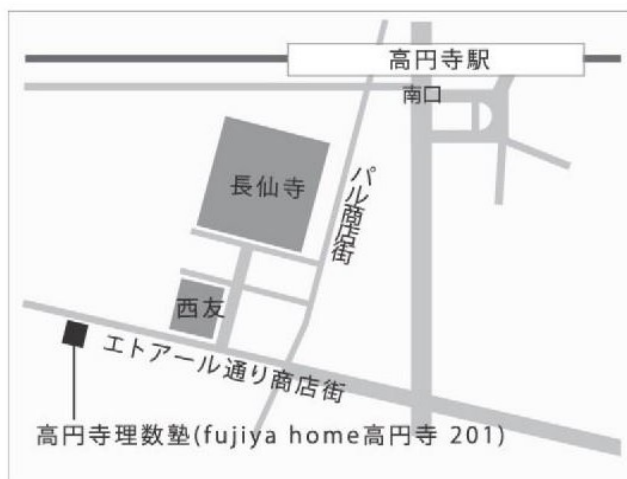 高円寺駅
南口
長仙寺
パル商店街
西友
エトアール通り商店街
高円寺理数塾(fujiya home高円寺 201)